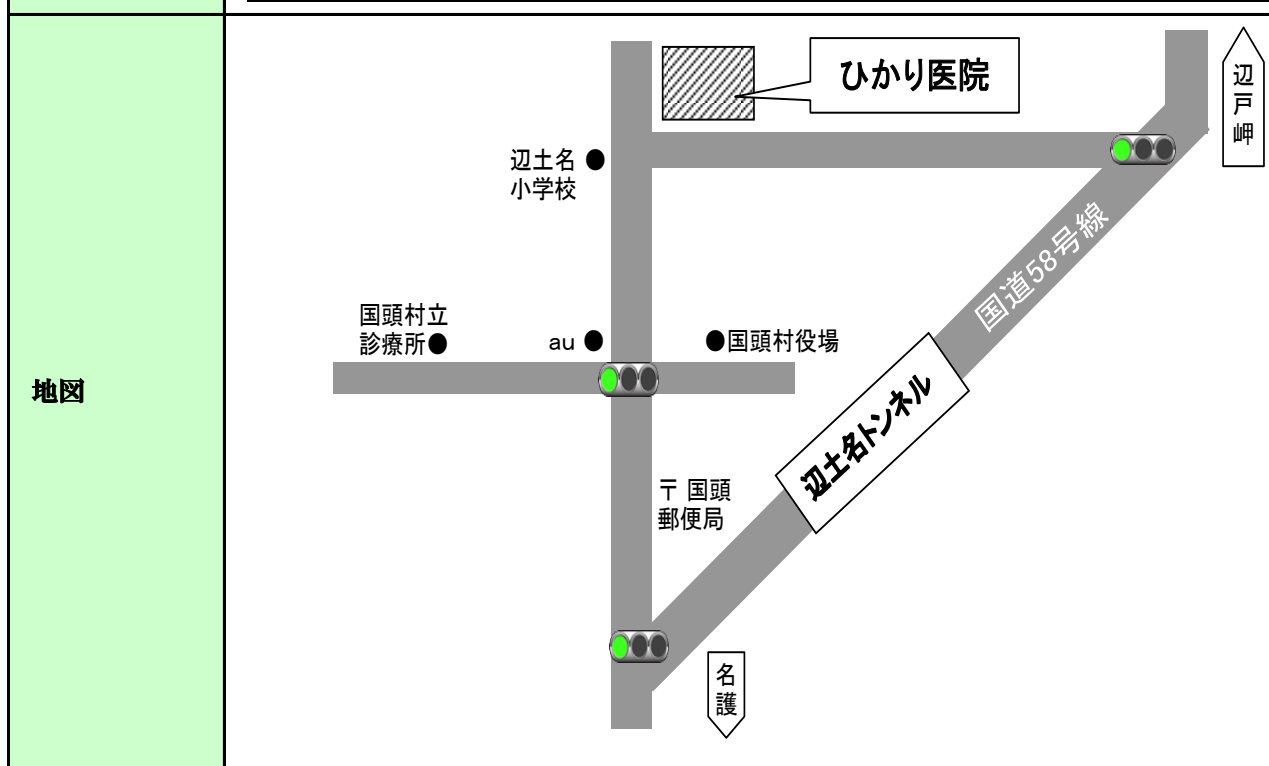 地図
ひかり医院
辺戸岬
辺土名
小学校
国道58号線
国頭村立
診療所
au
国頭村役場
辺土名トンネル
〒 国頭
郵便局
名護